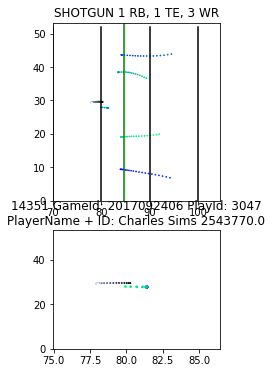 SHOTGUN 1 RB, 1 TE, 3 WR
50
40
30
20
10
0
70 80 90 100
14351 GameId: 2017092406 PlayId: 3047
PlayerName + ID: Charles Sims 2543770.0
40
20
0
75.0 77.5 80.0 82.5 85.0